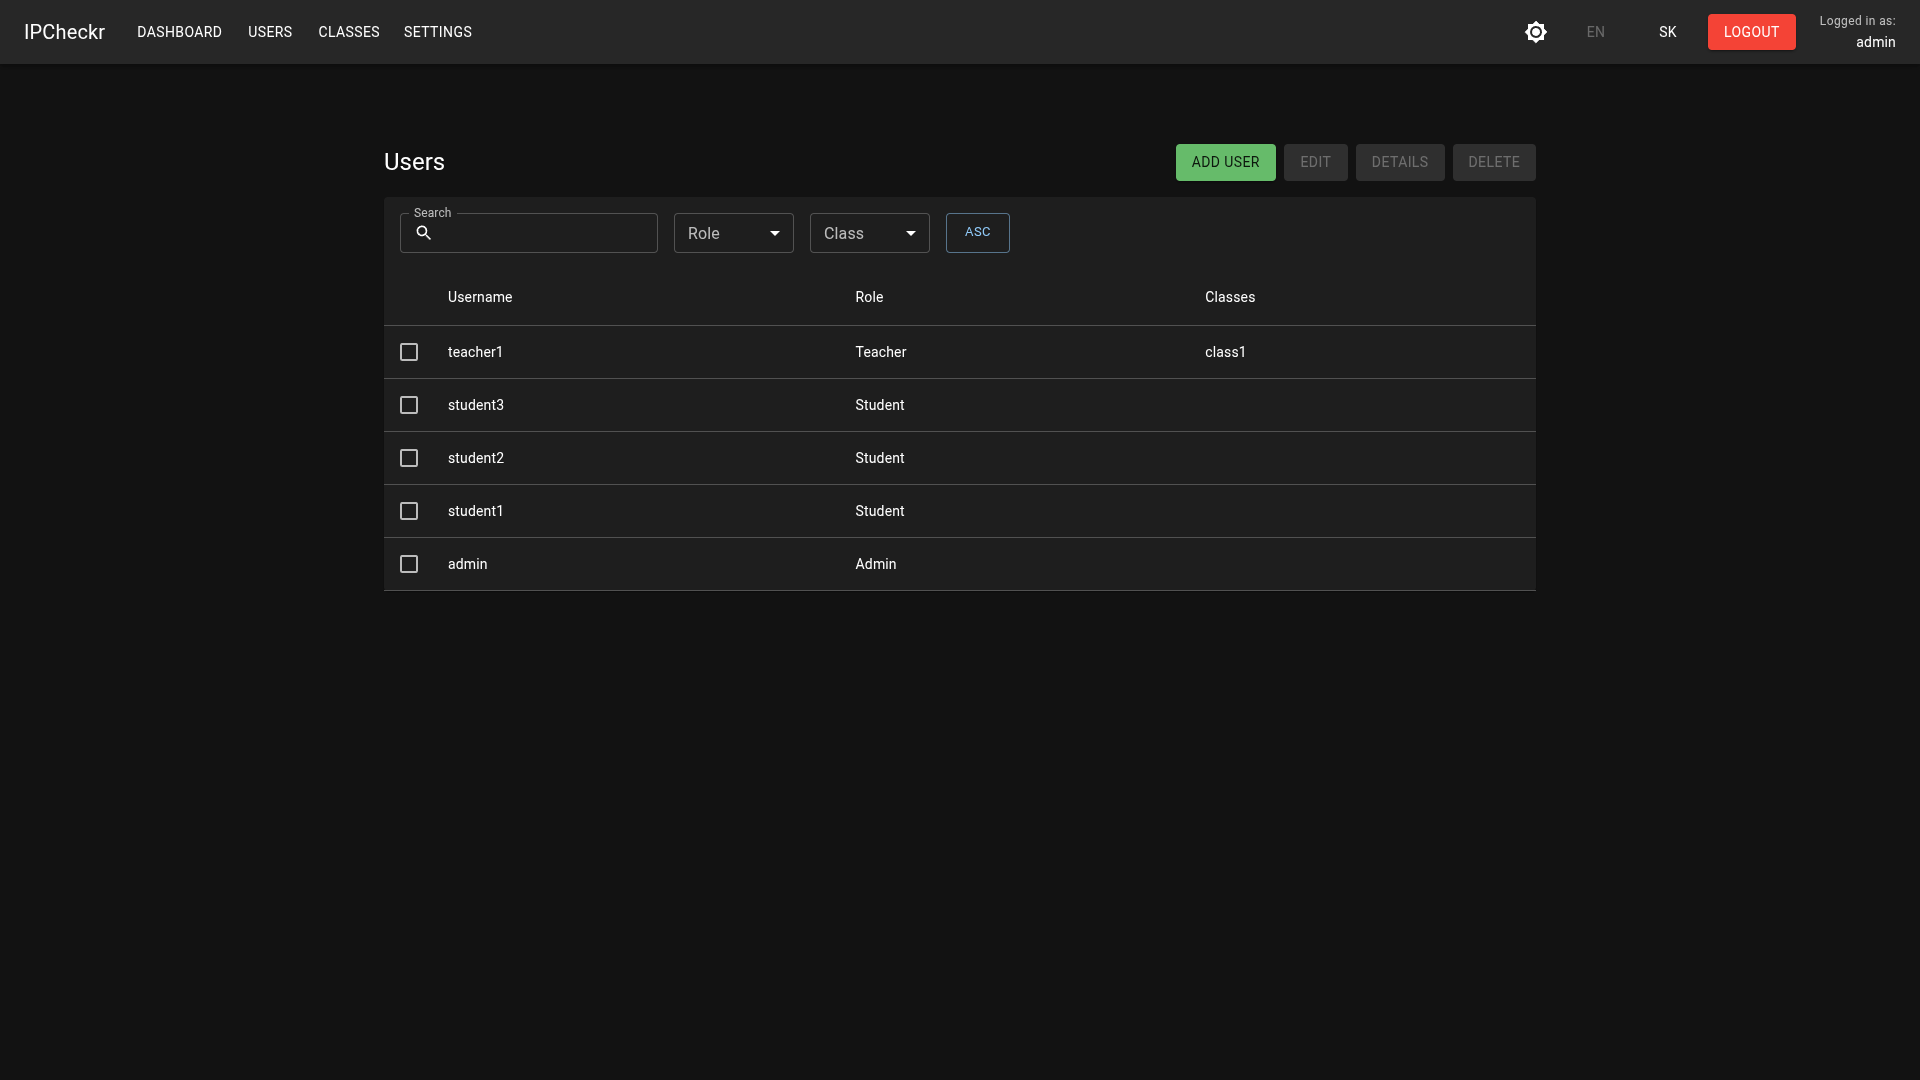 IPCheckr DASHBOARD USERS CLASSES SETTINGS EN SK LOGOUT Logged in as: admin
Users ADD USER EDIT DETAILS DELETE
Search Role Class ASC
Username Role Classes
teacher1 Teacher class1
student3 Student
student2 Student
student1 Student
admin Admin